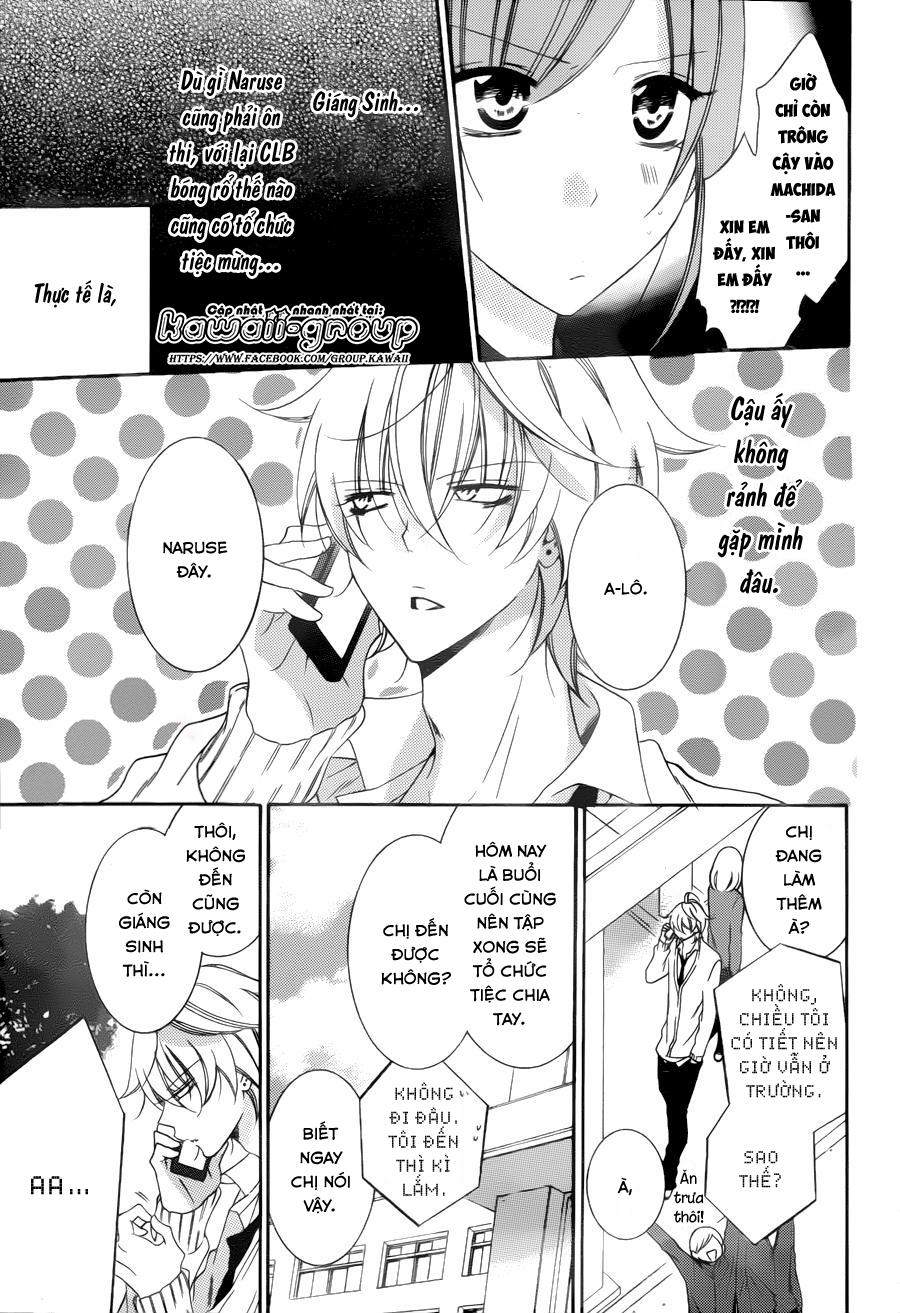 GIỜ
CHỈ CÒN
TRÔNG
CẬY VÀO
MACHIDA
-SAN
THÔI
...
XIN EM
ĐẤY, XIN
EM ĐẤY
?!?!?!
Giáng Sinh...
Dù gì Naruse
cũng phải ôn
thi, với lại CLB
bóng rổ thế nào
cũng có tổ chức
tiệc mừng...
Cập nhật nhanh nhất tại:
kawaii-group
HTTPS://WWW.FACEBOOK.COM/GROUP.KAWAII
Thực tế là,
Cậu ấy
không
rảnh để
gặp mình
đâu.
A-LÔ.
NARUSE
ĐÂY.
CHỊ
ĐANG
LÀM
THÊM
À?
KHÔNG,
CHIỀU TÔI
CÓ TIẾT NÊN
GIỜ VẪN Ở
TRƯỜNG.
SAO
THẾ?
À,
Ăn
trưa
thôi!
HÔM NAY
LÀ BUỔI
CUỐI CÙNG
NÊN TẬP
XONG SẼ
TỔ CHỨC
TIỆC CHIA
TAY.
CHỊ ĐẾN
ĐƯỢC
KHÔNG?
KHÔNG
ĐI ĐÂU.
TÔI ĐẾN
THÌ KÌ
LẮM.
BIẾT
NGAY
CHỊ NÓI
VẬY.
THÔI,
KHÔNG
ĐẾN
CŨNG
ĐƯỢC.
CÒN
GIÁNG
SINH
THÌ...
AA...